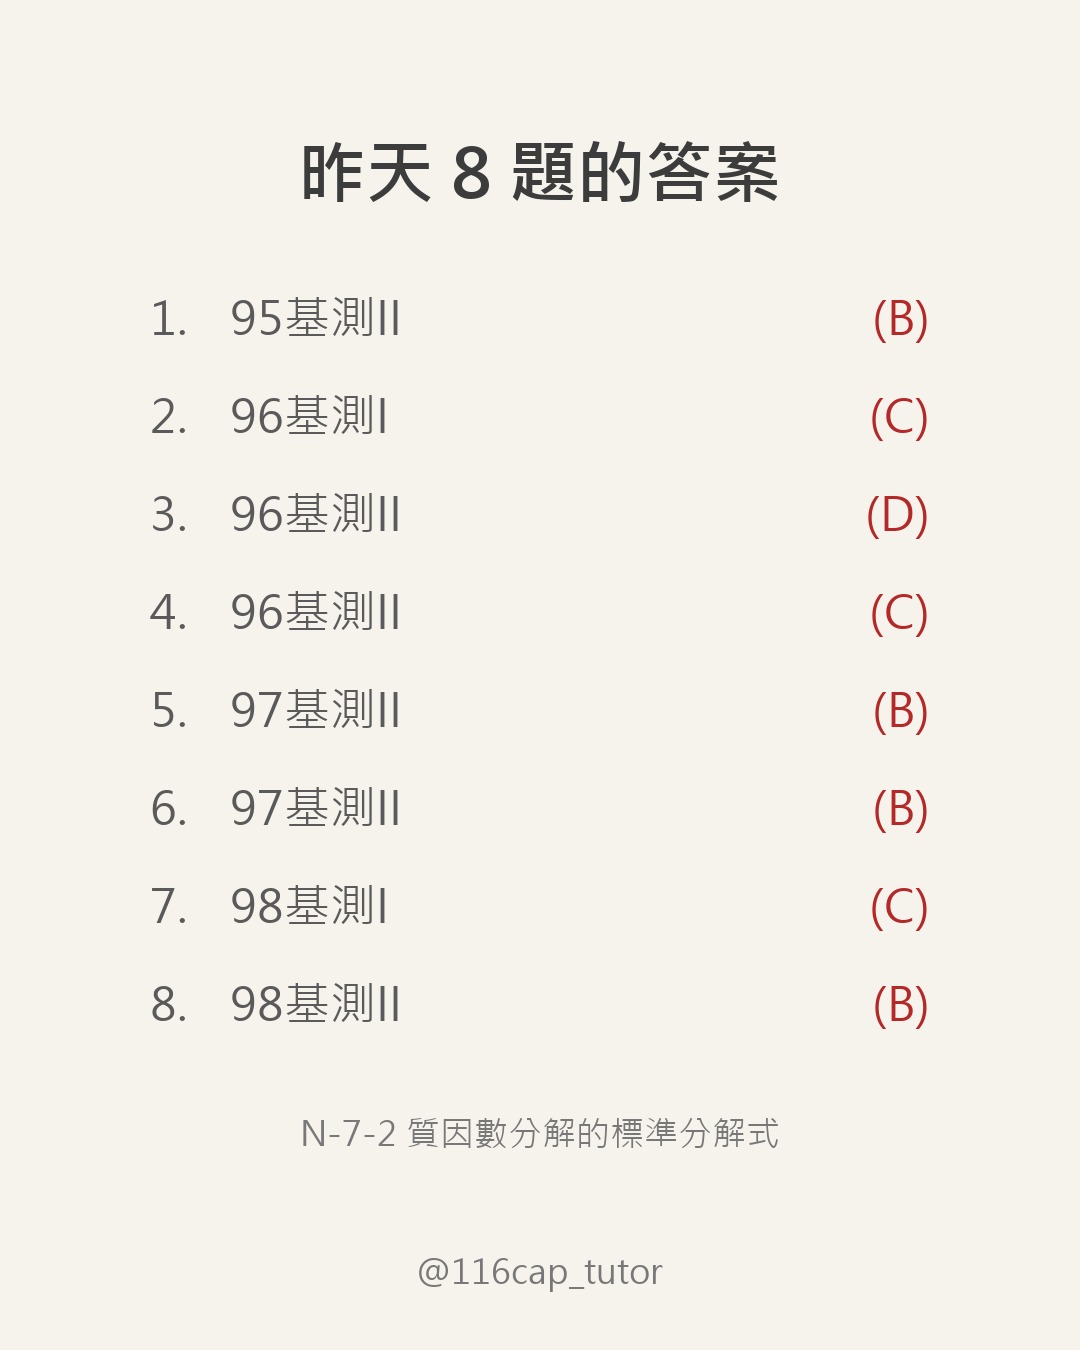 昨天 8 題的答案
1. 95基測II (B)
2. 96基測I (C)
3. 96基測II (D)
4. 96基測II (C)
5. 97基測II (B)
6. 97基測II (B)
7. 98基測I (C)
8. 98基測II (B)
N-7-2 質因數分解的標準分解式
@116cap_tutor